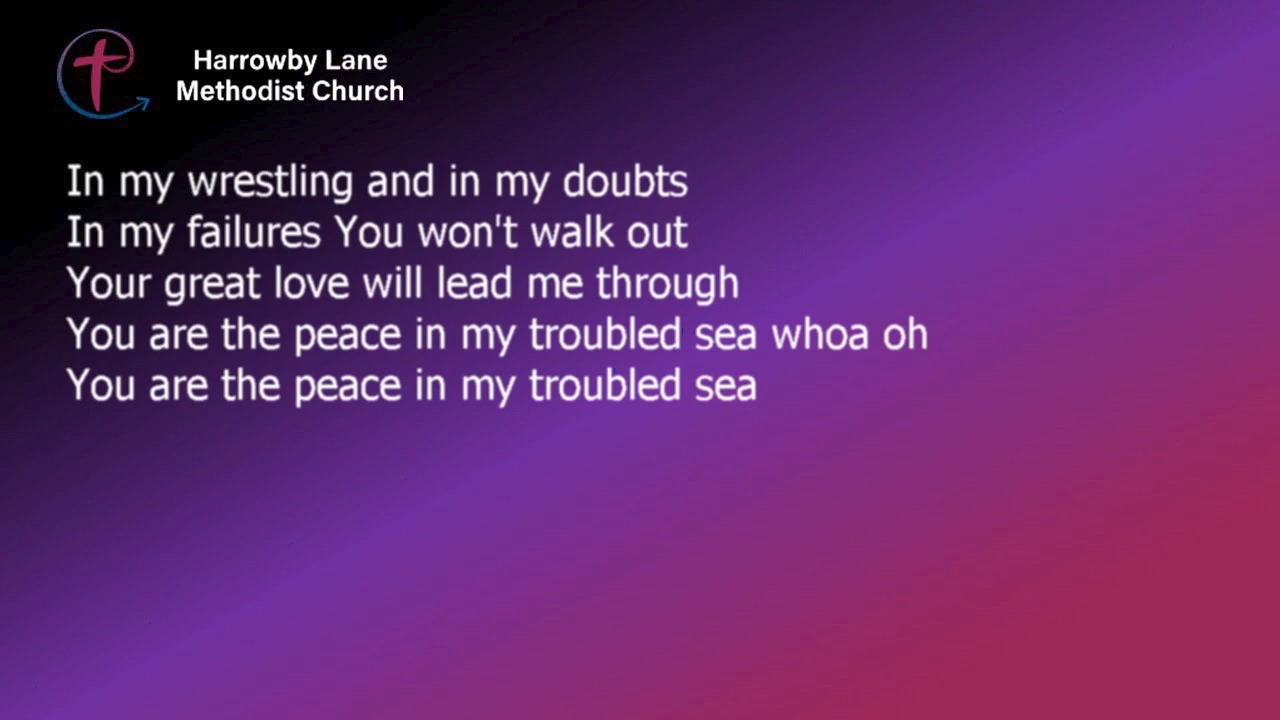 Harrowby Lane
Methodist Church
In my wrestling and in my doubts
In my failures You won't walk out
Your great love will lead me through
You are the peace in my troubled sea whoa oh
You are the peace in my troubled sea